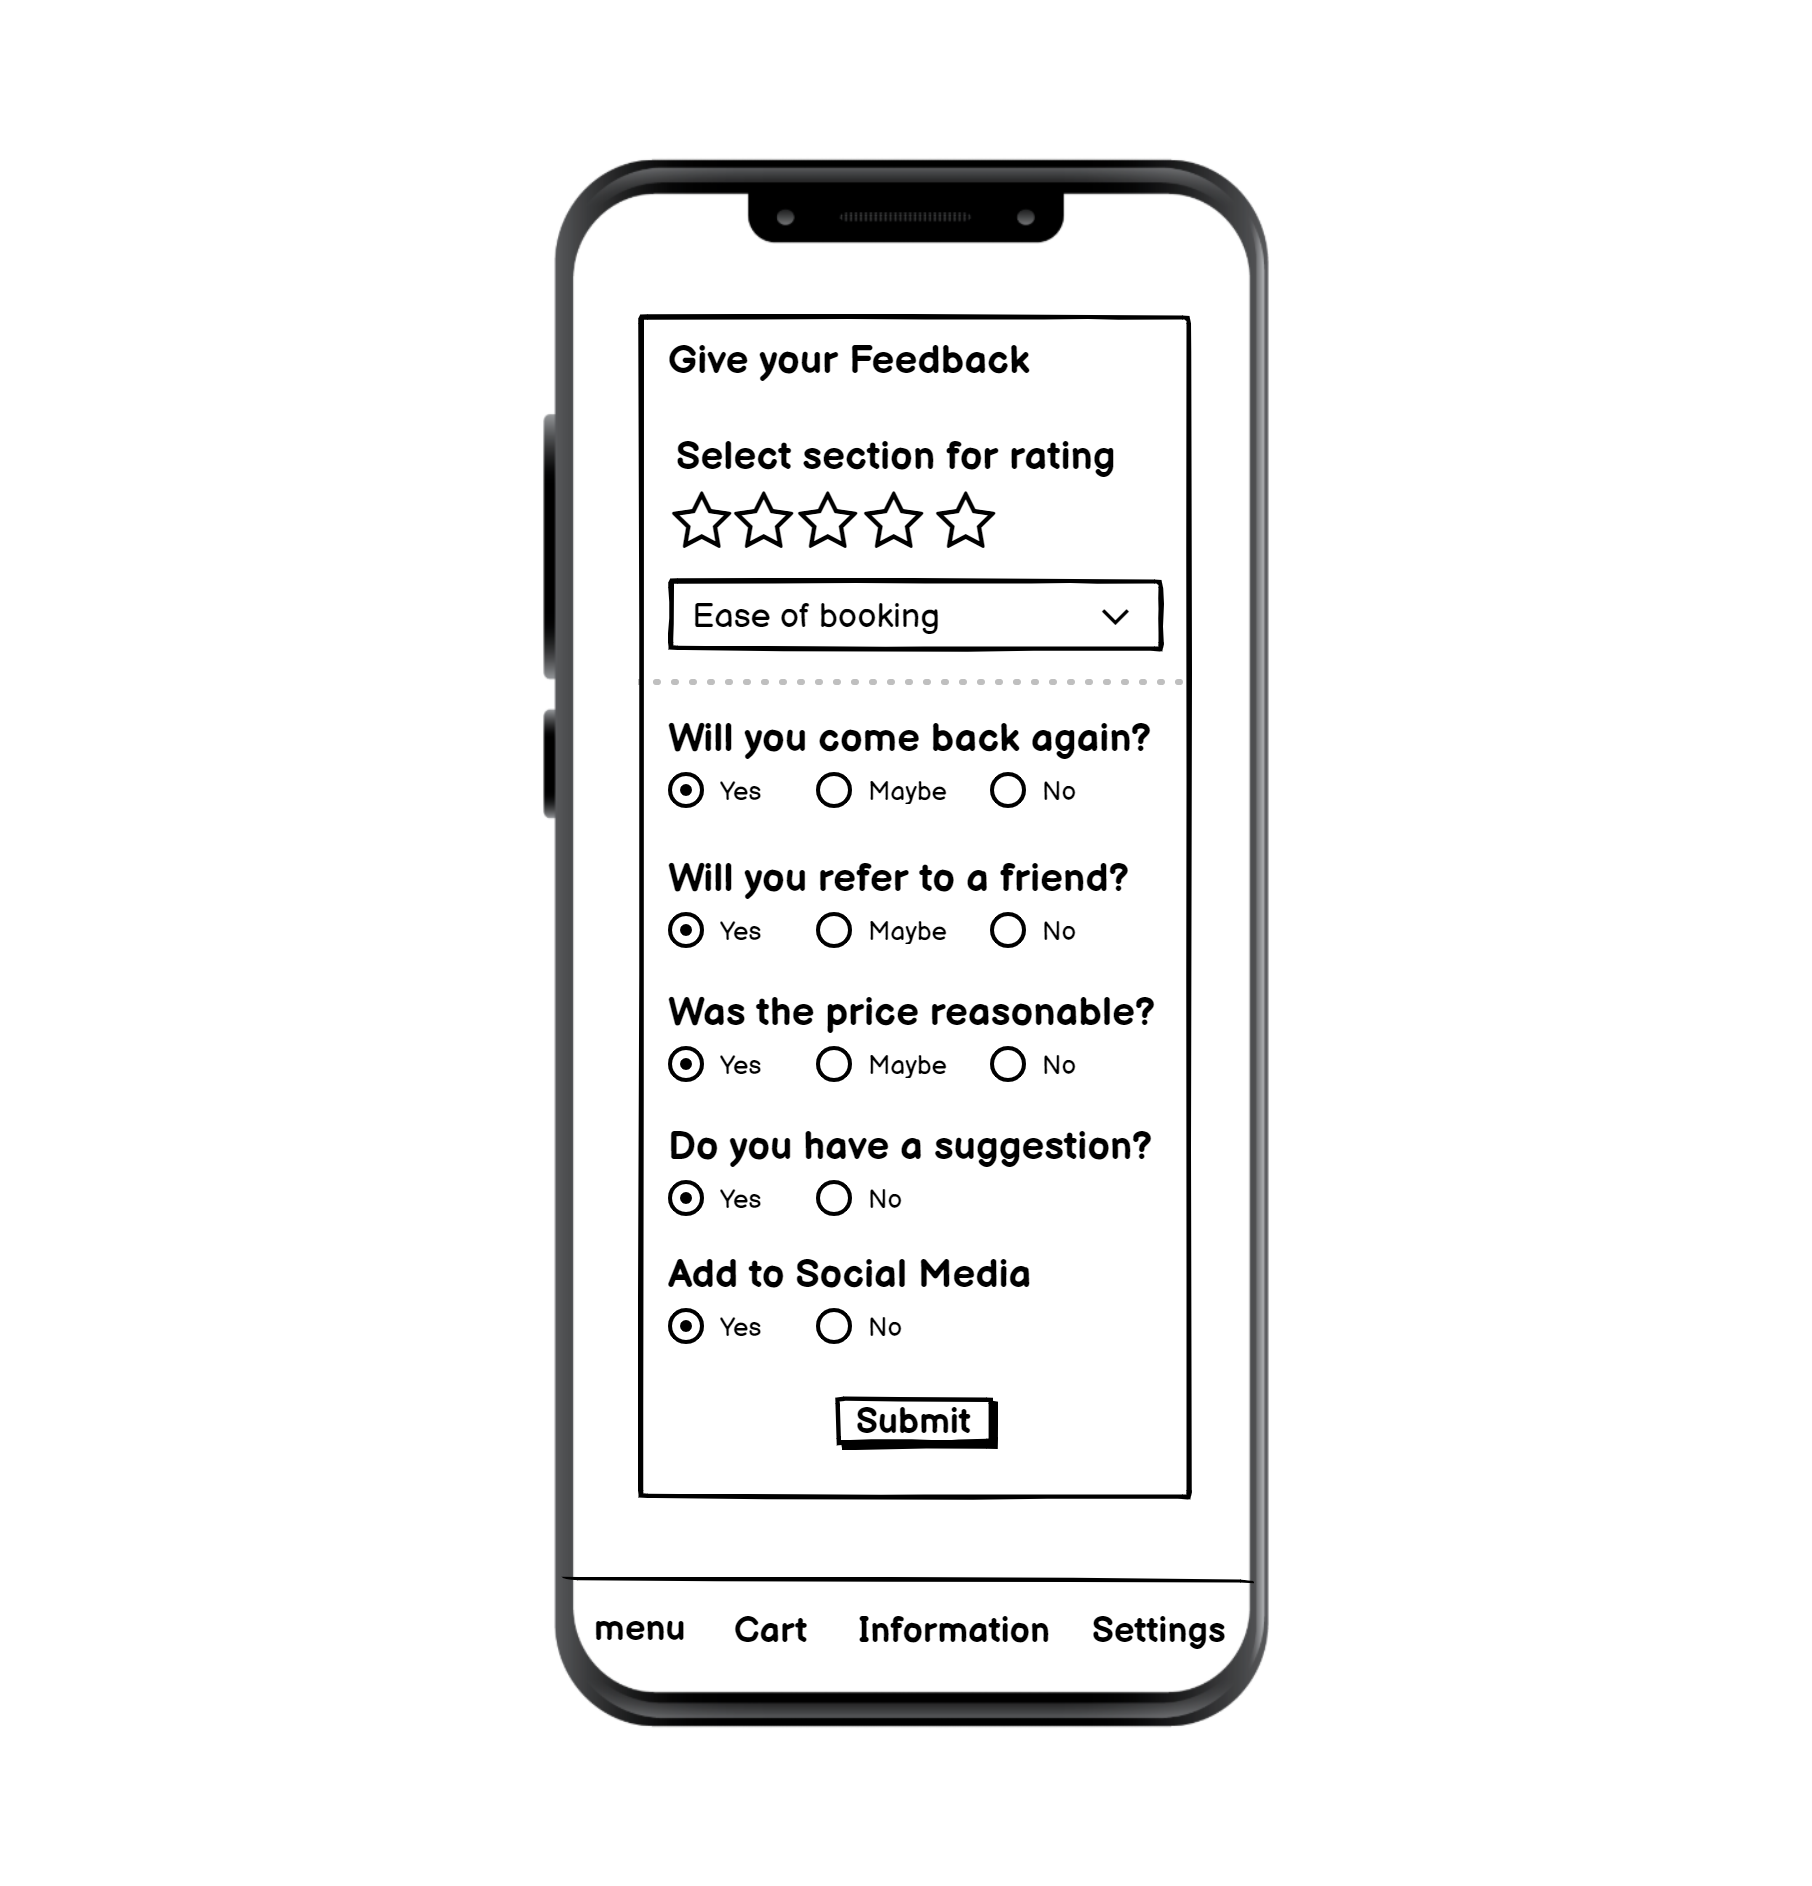 Give your Feedback
Select section for rating
Ease of booking
Will you come back again?
Yes Maybe No
Will you refer to a friend?
Yes Maybe No
Was the price reasonable?
Yes Maybe No
Do you have a suggestion?
Yes No
Add to Social Media
Yes No
Submit
menu Cart Information Settings